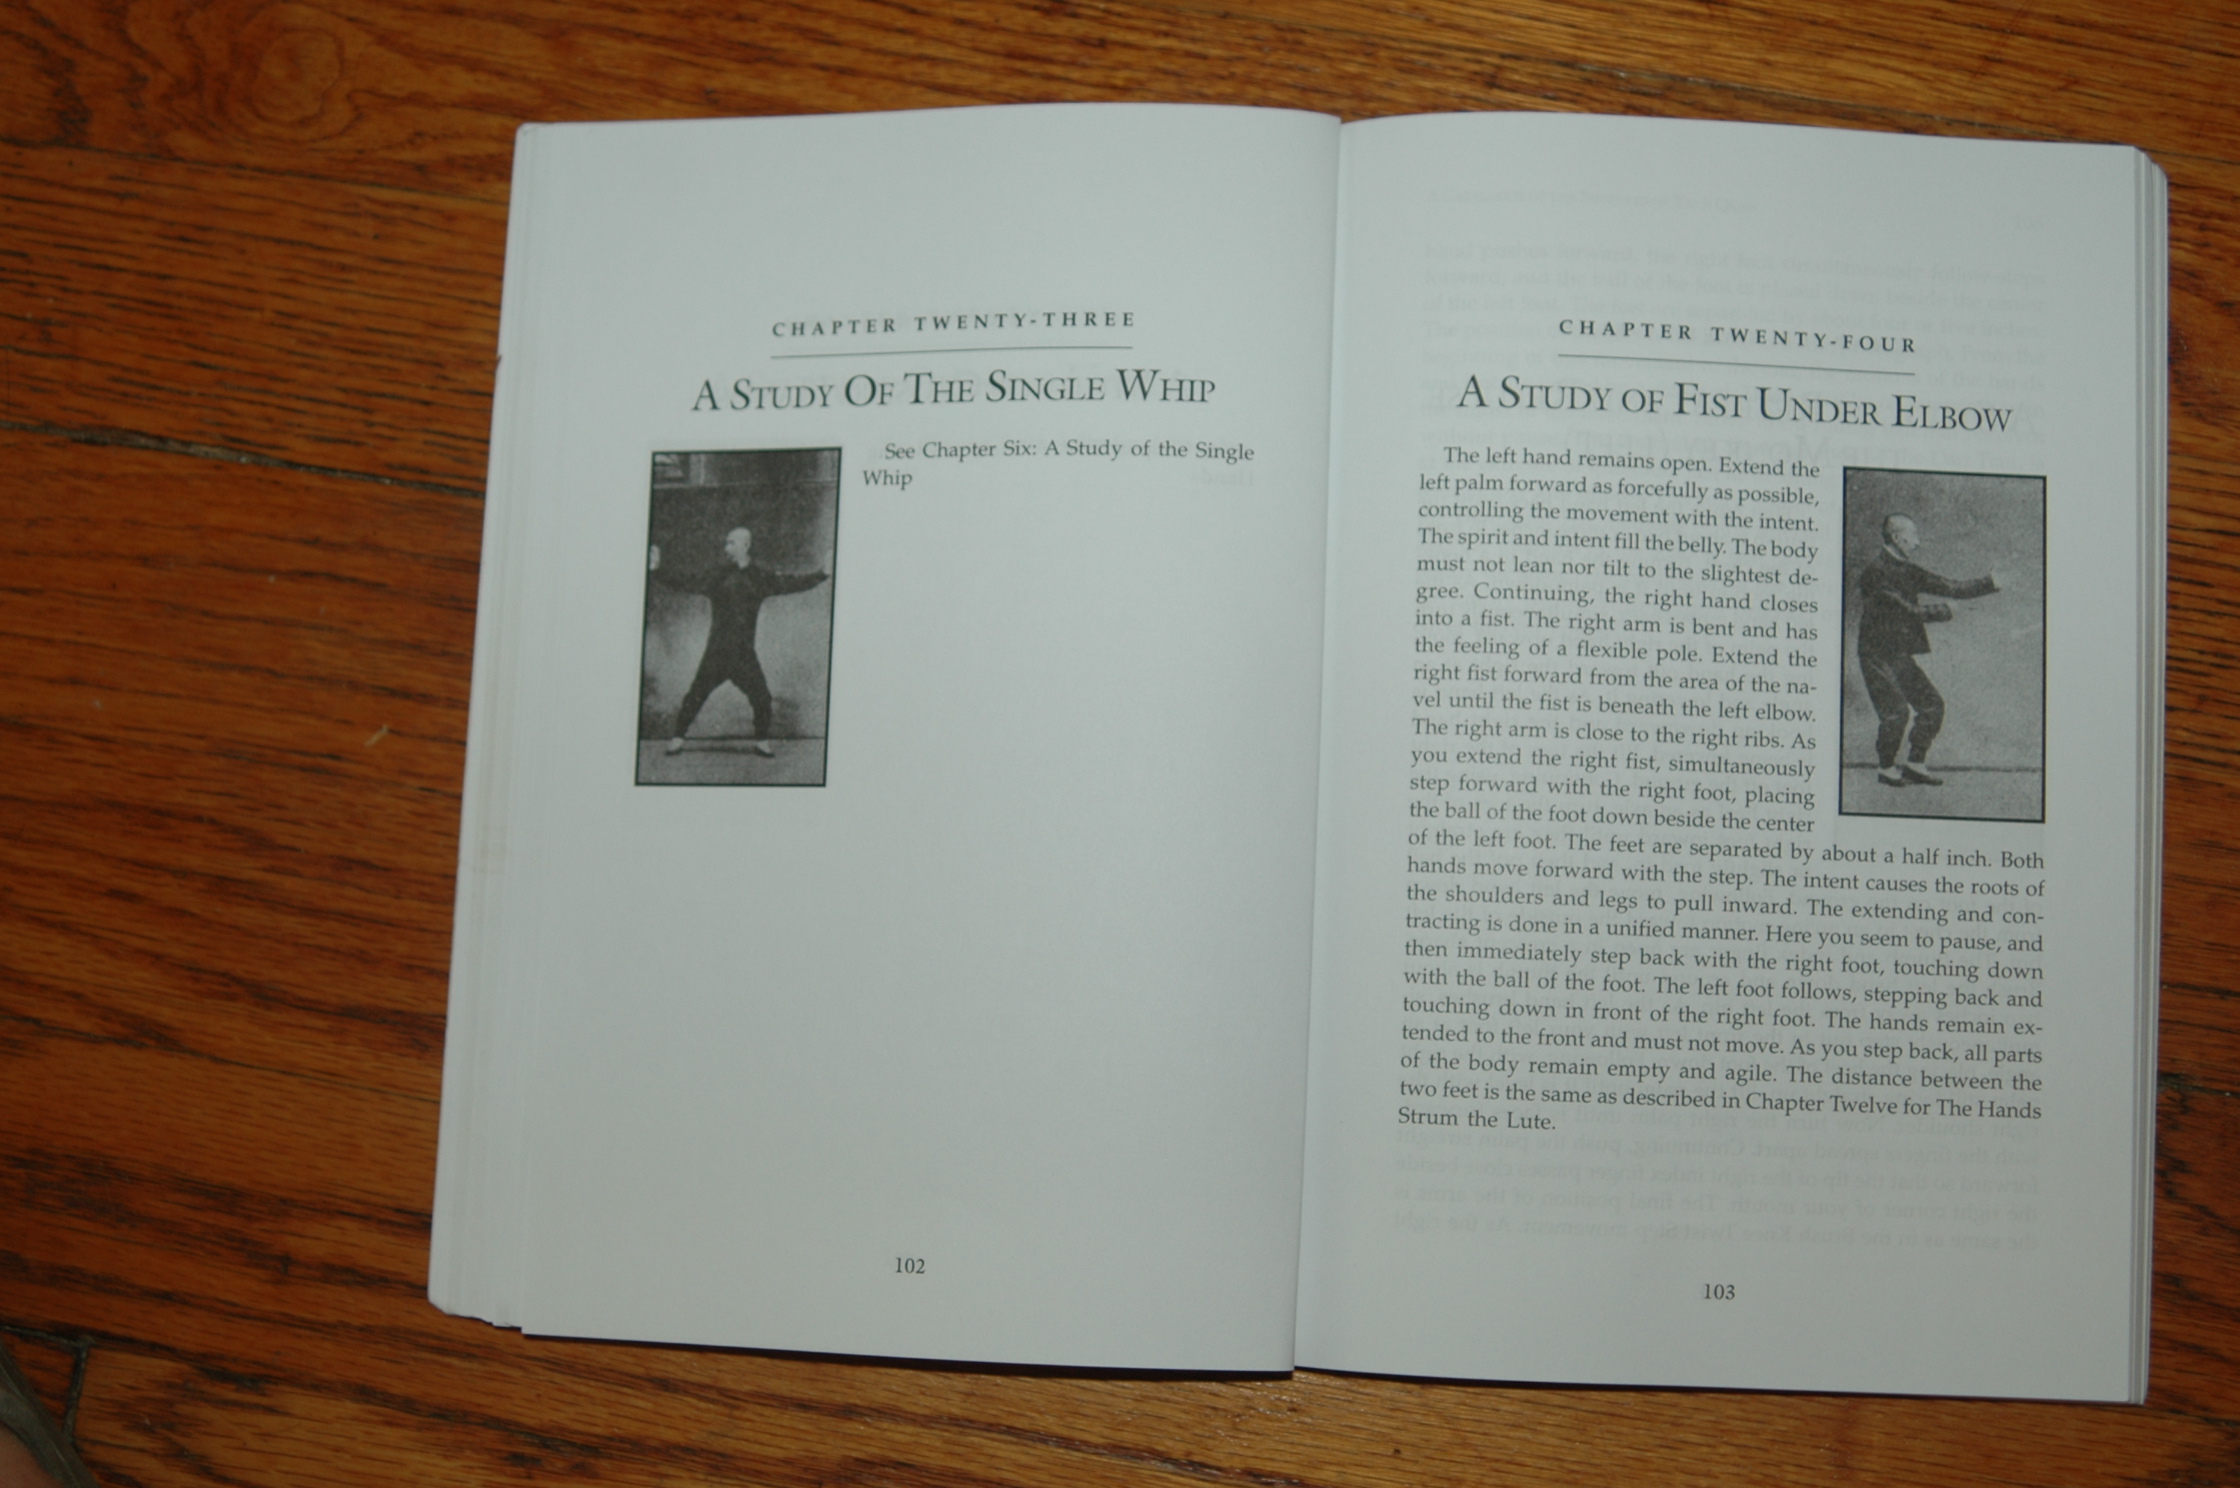 CHAPTER TWENTY-THREE
A STUDY OF THE SINGLE WHIP
See Chapter Six: A Study of the Single
Whip
102
CHAPTER TWENTY-FOUR
A STUDY OF FIST UNDER ELBOW
The left hand remains open. Extend the
left palm forward as forcefully as possible,
controlling the movement with the intent.
The spirit and intent fill the belly. The body
must not lean nor tilt to the slightest de-
gree. Continuing, the right hand closes
into a fist. The right arm is bent and has
the feeling of a flexible pole. Extend the
right fist forward from the area of the na-
vel until the fist is beneath the left elbow.
The right arm is close to the right ribs. As
you extend the right fist, simultaneously
step forward with the right foot, placing
the ball of the foot down beside the center
of the left foot. The feet are separated by about a half inch. Both
hands move forward with the step. The intent causes the roots of
the shoulders and legs to pull inward. The extending and con-
tracting is done in a unified manner. Here you seem to pause, and
then immediately step back with the right foot, touching down
with the ball of the foot. The left foot follows, stepping back and
touching down in front of the right foot. The hands remain ex-
tended to the front and must not move. As you step back, all parts
of the body remain empty and agile. The distance between the
two feet is the same as described in Chapter Twelve for The Hands
Strum the Lute.
103